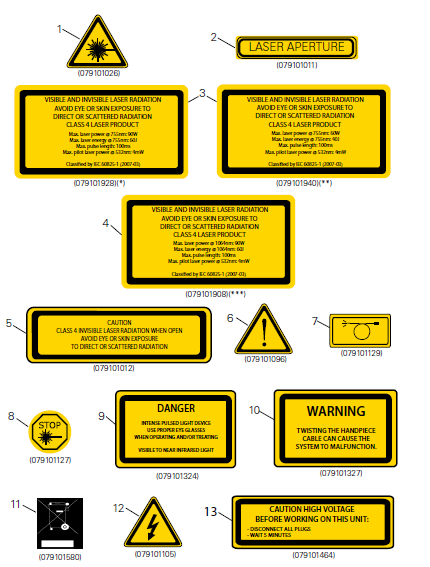 1
(079101026)
2
LASER APERTURE
(079101011)
3
VISIBLE AND INVISIBLE LASER RADIATION
AVOID EYE OR SKIN EXPOSURE TO
DIRECT OR SCATTERED RADIATION
CLASS 4 LASER PRODUCT
Max. laser power @ 755nm: 90W
Max. laser energy @ 755nm: 60J
Max. pulse length: 100ms
Max. pilot laser power @ 532nm: 4mW
Classified by IEC 60825-1 (2007-03)
(079101928)(*)
VISIBLE AND INVISIBLE LASER RADIATION
AVOID EYE OR SKIN EXPOSURE TO
DIRECT OR SCATTERED RADIATION
CLASS 4 LASER PRODUCT
Max. laser power @ 755nm: 60W
Max. laser energy @ 755nm: 40J
Max. pulse length: 100ms
Max. pilot laser power @ 532nm: 4mW
Classified by IEC 60825-1 (2007-03)
(079101940)(**)
4
VISIBLE AND INVISIBLE LASER RADIATION
AVOID EYE OR SKIN EXPOSURE TO
DIRECT OR SCATTERED RADIATION
CLASS 4 LASER PRODUCT
Max. laser power @ 1064nm: 90W
Max. laser energy @ 1064nm: 60J
Max. pulse length: 100ms
Max. pilot laser power @ 532nm: 4mW
Classified by IEC 60825-1 (2007-03)
(079101908)(***)
5
CAUTION
CLASS 4 INVISIBLE LASER RADIATION WHEN OPEN
AVOID EYE OR SKIN EXPOSURE
TO DIRECT OR SCATTERED RADIATION
(079101012)
6
(079101096)
7
(079101129)
8
STOP
(079101127)
9
DANGER
INTENSE PULSED LIGHT DEVICE
USE PROPER EYE GLASSES
WHEN OPERATING AND/OR TREATING
VISIBLE TO NEAR INFRARED LIGHT
(079101324)
10
WARNING
TWISTING THE HANDPIECE
CABLE CAN CAUSE THE
SYSTEM TO MALFUNCTION.
(079101327)
11
(079101580)
12
(079101105)
13
CAUTION HIGH VOLTAGE
BEFORE WORKING ON THIS UNIT:
- DISCONNECT ALL PLUGS
- WAIT 5 MINUTES
(079101464)